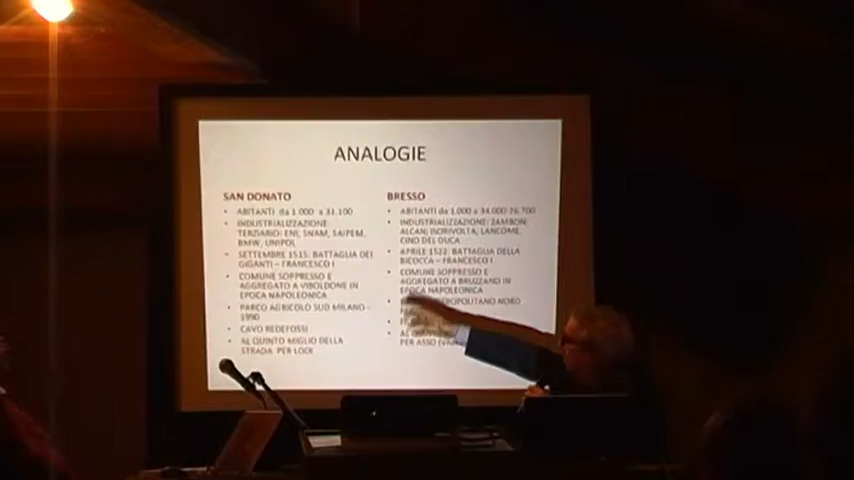 ANALOGIE
SAN DONATO
• ABITANTI da 1.000 a 31.100
• INDUSTRIALIZZAZIONE
TERZIARIO: ENI, SNAM, SAIPEM,
BMW, UNIPOL
• SETTEMBRE 1515: BATTAGLIA DEI
GIGANTI – FRANCESCO I
• COMUNE SOPPRESSO E
AGGREGATO A VIBOLDONE IN
EPOCA NAPOLEONICA
• PARCO AGRICOLO SUD MILANO -
1990
• CAVO REDEFOSSI
• AL QUINTO MIGLIO DELLA
STRADA PER LODI
BRESSO
• ABITANTI da 1.000 a 34.000-26.700
• INDUSTRIALIZZAZIONE: ZAMBON,
ALCAN, ISCRIVOLTA, LANCOME,
CINO DEL DUCA
• APRILE 1522: BATTAGLIA DELLA
BICOCCA – FRANCESCO I
• COMUNE SOPPRESSO E
AGGREGATO A BRUZZANO IN
EPOCA NAPOLEONICA
NORD
• AL
PER ASSO